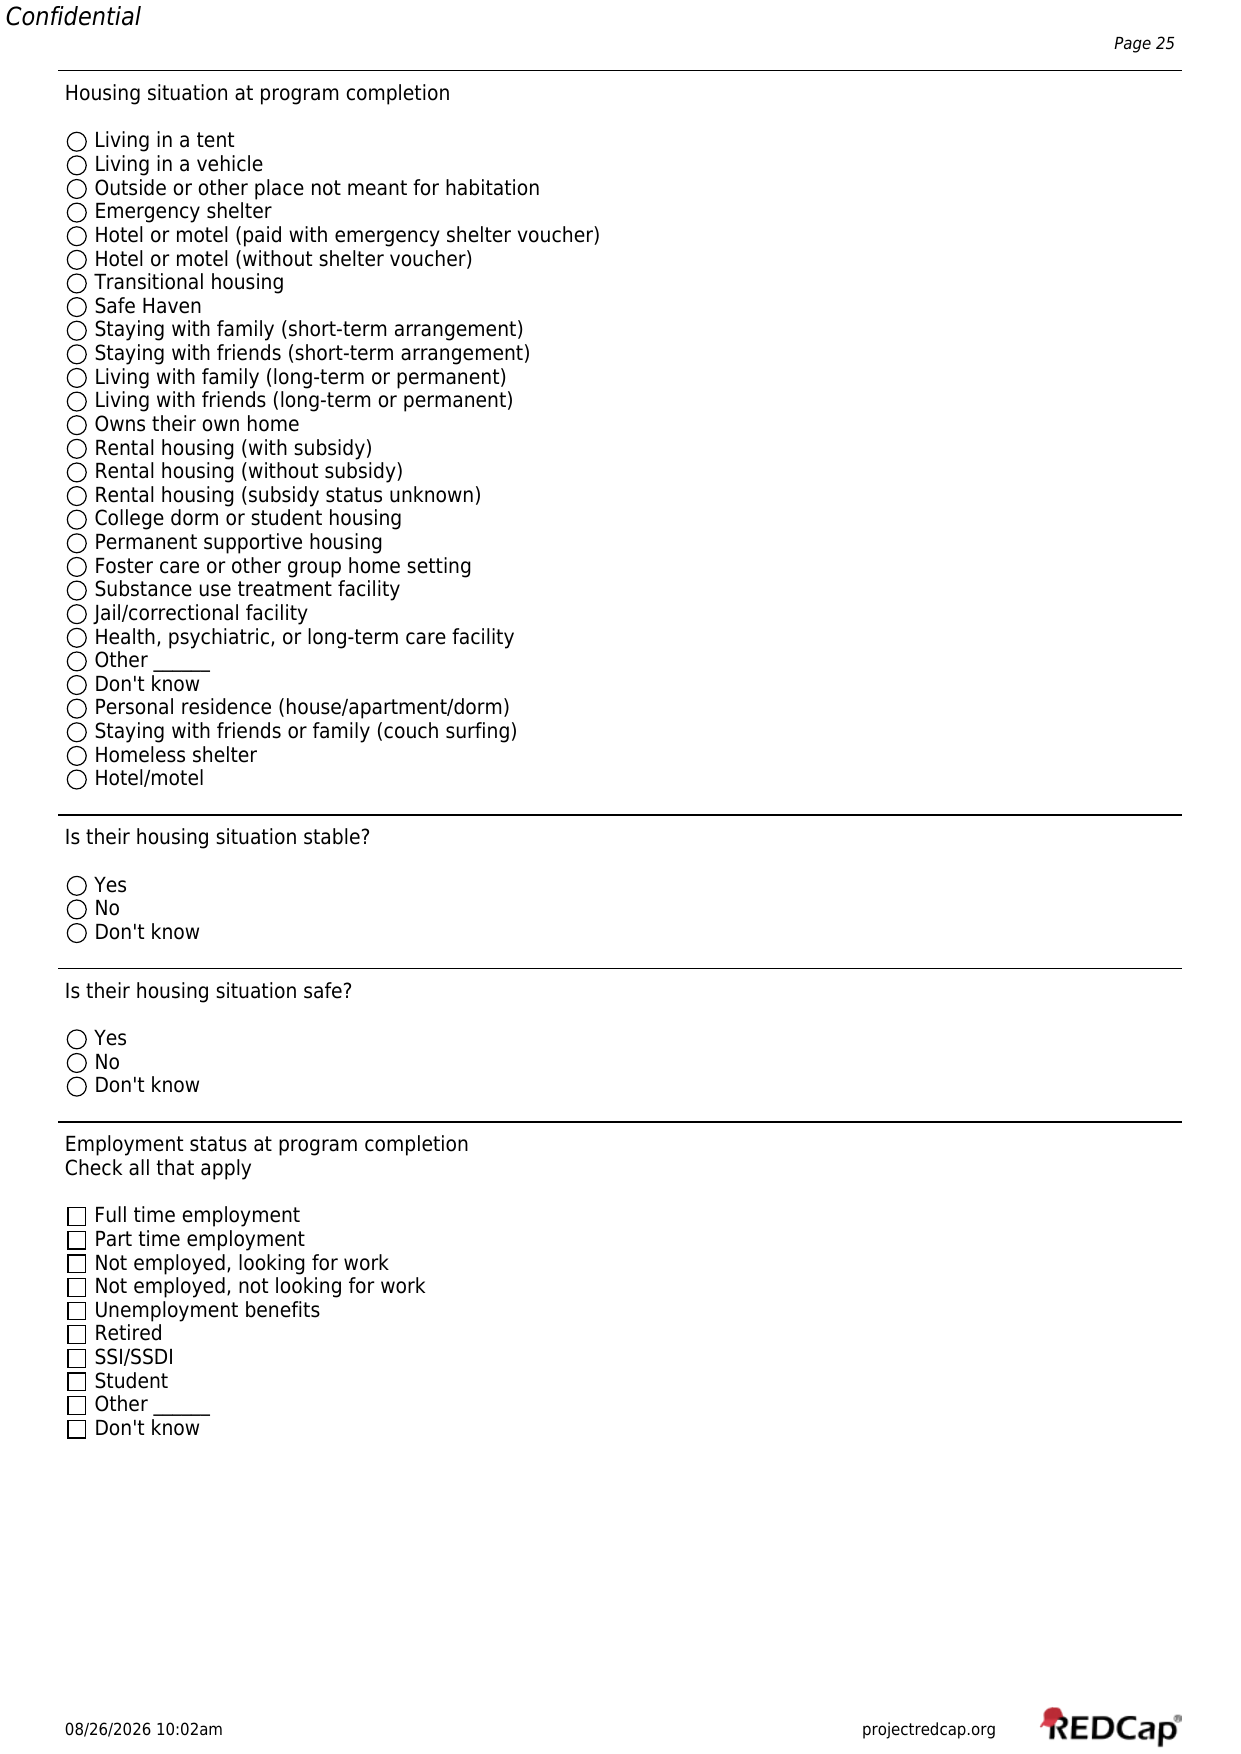 Confidential
Page 25
Housing situation at program completion
Living in a tent
Living in a vehicle
Outside or other place not meant for habitation
Emergency shelter
Hotel or motel (paid with emergency shelter voucher)
Hotel or motel (without shelter voucher)
Transitional housing
Safe Haven
Staying with family (short-term arrangement)
Staying with friends (short-term arrangement)
Living with family (long-term or permanent)
Living with friends (long-term or permanent)
Owns their own home
Rental housing (with subsidy)
Rental housing (without subsidy)
Rental housing (subsidy status unknown)
College dorm or student housing
Permanent supportive housing
Foster care or other group home setting
Substance use treatment facility
Jail/correctional facility
Health, psychiatric, or long-term care facility
Other ______
Don't know
Personal residence (house/apartment/dorm)
Staying with friends or family (couch surfing)
Homeless shelter
Hotel/motel
Is their housing situation stable?
Yes
No
Don't know
Is their housing situation safe?
Yes
No
Don't know
Employment status at program completion
Check all that apply
Full time employment
Part time employment
Not employed, looking for work
Not employed, not looking for work
Unemployment benefits
Retired
SSI/SSDI
Student
Other ______
Don't know
08/26/2026 10:02am
projectredcap.org
REDCap®